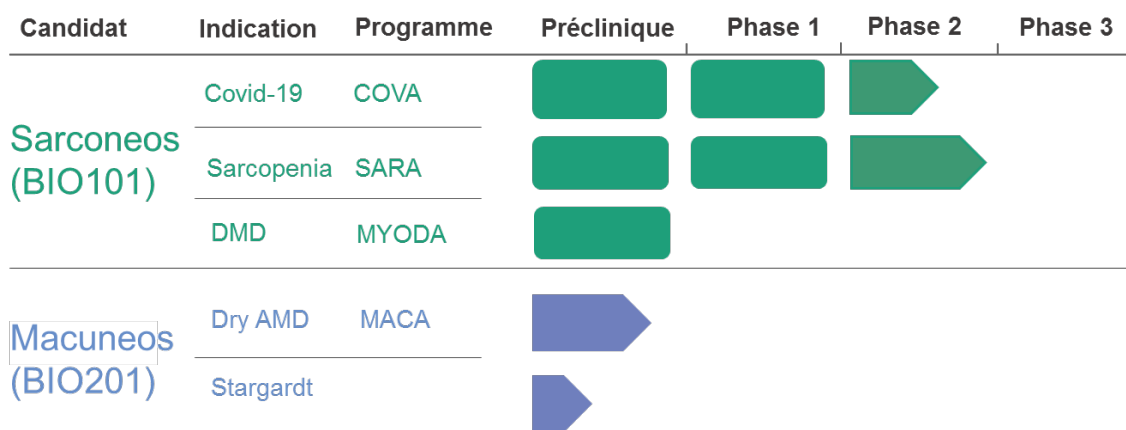 Candidat Indication Programme Préclinique Phase 1 Phase 2 Phase 3
Sarconeos
(BIO101)
Covid-19 COVA
Sarcopenia SARA
DMD MYODA
Macuneos
(BIO201)
Dry AMD MACA
Stargardt